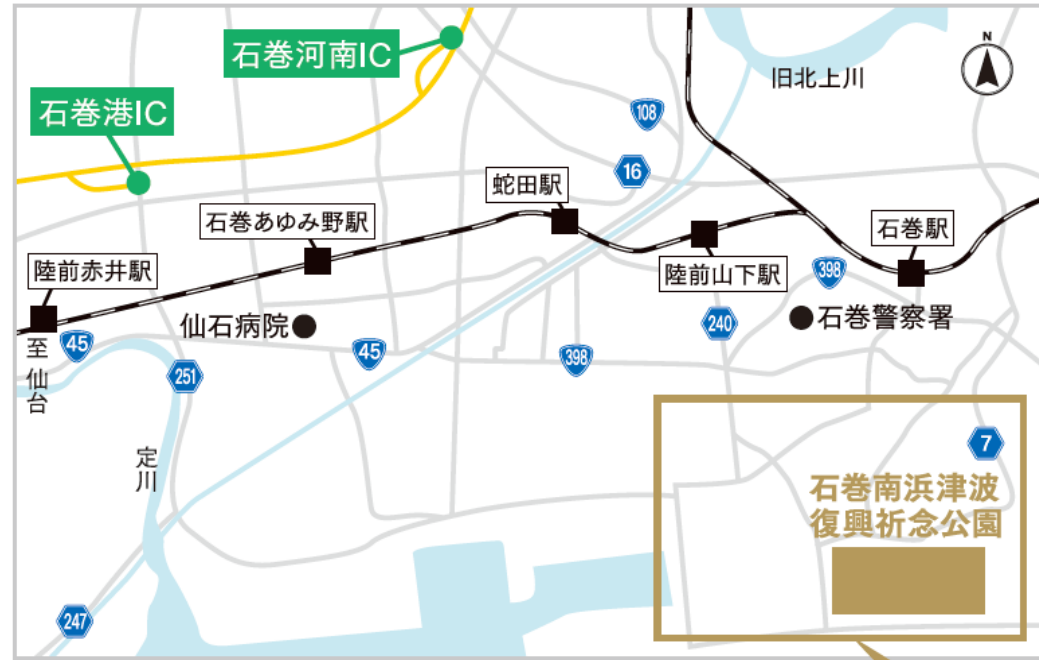 石巻河南IC
N
旧北上川
石巻港IC
108
16
蛇田駅
石巻あゆみ野駅
石巻駅
陸前赤井駅
陸前山下駅
398
仙石病院
240
石巻警察署
45
至仙台
45
398
251
7
定川
石巻南浜津波
復興祈念公園
247